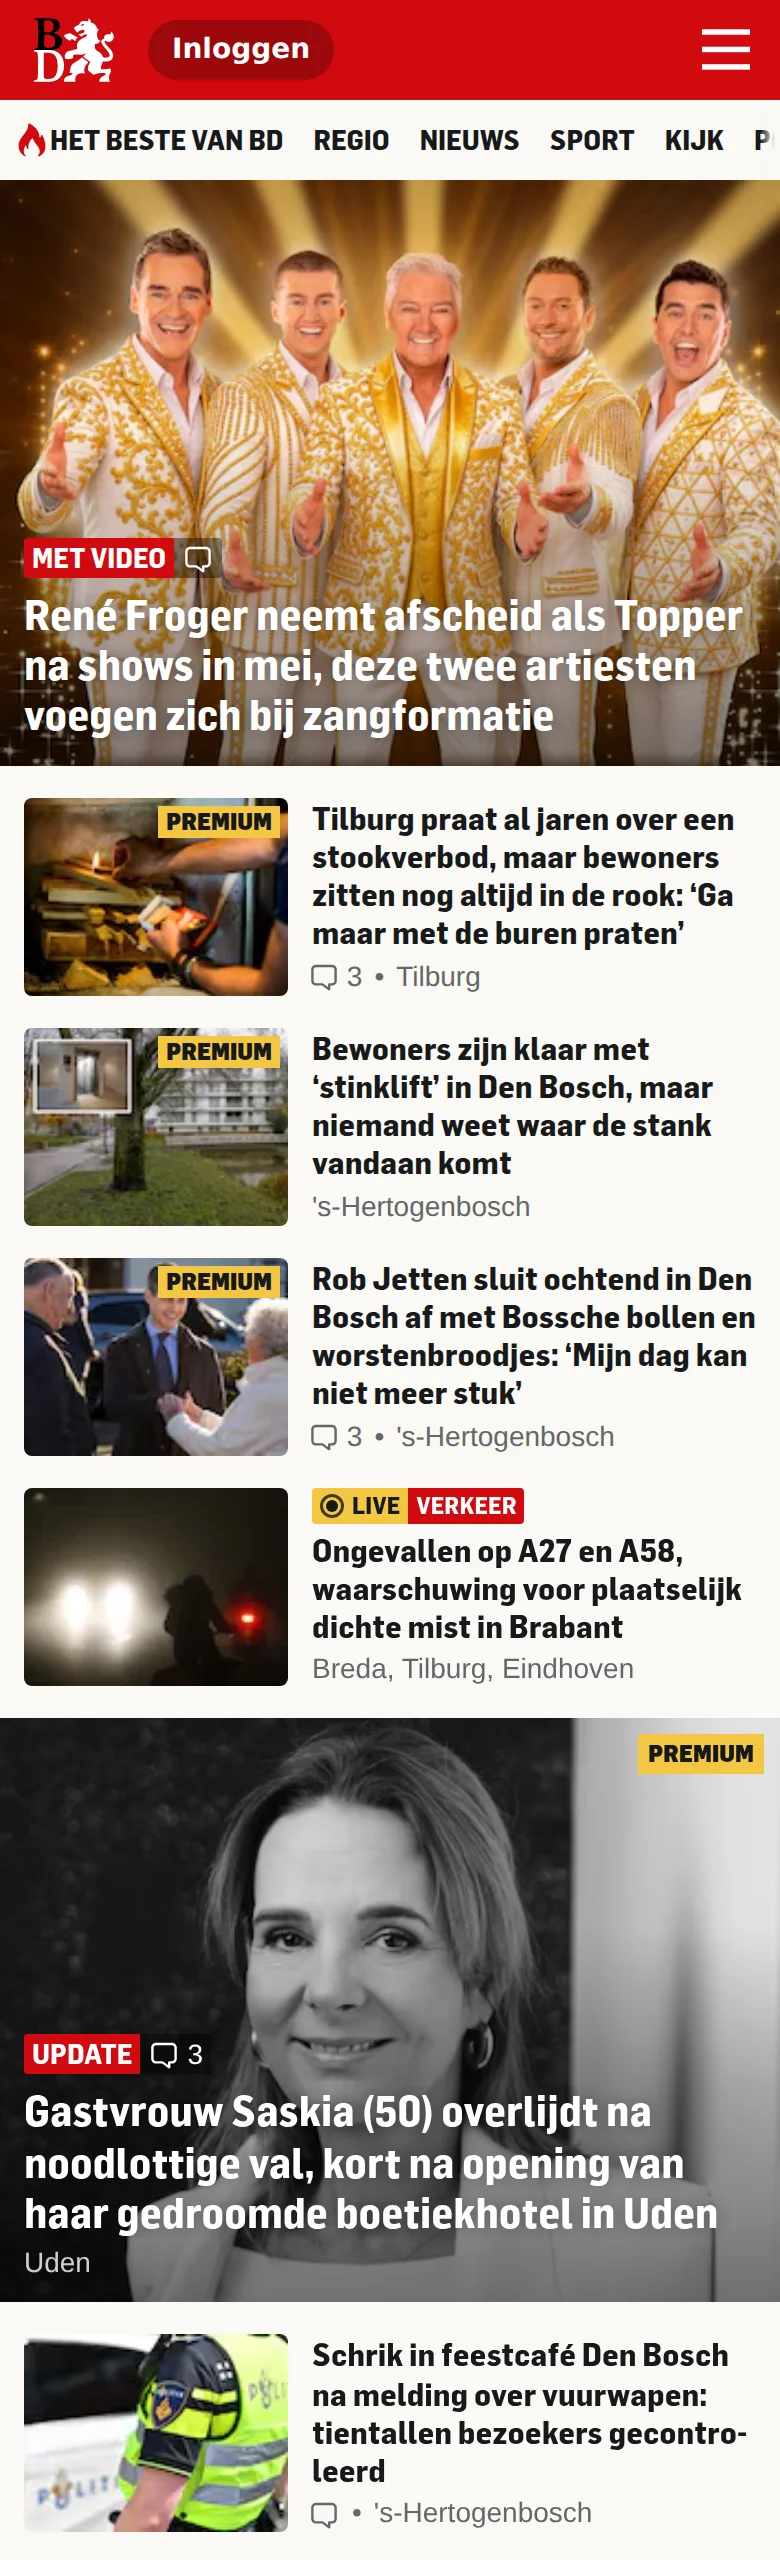 BD
Inloggen
HET BESTE VAN BD REGIO NIEUWS SPORT KIJK
MET VIDEO
René Froger neemt afscheid als Topper
na shows in mei, deze twee artiesten
voegen zich bij zangformatie
PREMIUM
Tilburg praat al jaren over een
stookverbod, maar bewoners
zitten nog altijd in de rook: ‘Ga
maar met de buren praten’
3 • Tilburg
PREMIUM
Bewoners zijn klaar met
‘stinklift’ in Den Bosch, maar
niemand weet waar de stank
vandaan komt
's-Hertogenbosch
PREMIUM
Rob Jetten sluit ochtend in Den
Bosch af met Bossche bollen en
worstenbroodjes: ‘Mijn dag kan
niet meer stuk’
3 • 's-Hertogenbosch
LIVE VERKEER
Ongevallen op A27 en A58,
waarschuwing voor plaatselijk
dichte mist in Brabant
Breda, Tilburg, Eindhoven
PREMIUM
UPDATE 3
Gastvrouw Saskia (50) overlijdt na
noodlottige val, kort na opening van
haar gedroomde boetiekhotel in Uden
Uden
Schrik in feestcafé Den Bosch
na melding over vuurwapen:
tientallen bezoekers gecontro-
leerd
• 's-Hertogenbosch